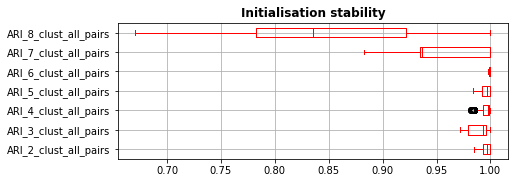 Initialisation stability
ARI_8_clust_all_pairs
ARI_7_clust_all_pairs
ARI_6_clust_all_pairs
ARI_5_clust_all_pairs
ARI_4_clust_all_pairs
ARI_3_clust_all_pairs
ARI_2_clust_all_pairs
0.70 0.75 0.80 0.85 0.90 0.95 1.00